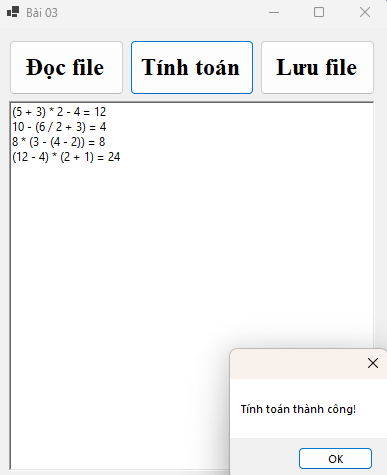 Bài 03
Đọc file
Tính toán
Lưu file
(5 + 3) * 2 - 4 = 12
10 - (6 / 2 + 3) = 4
8 * (3 - (4 - 2)) = 8
(12 - 4) * (2 + 1) = 24
Tính toán thành công!
OK